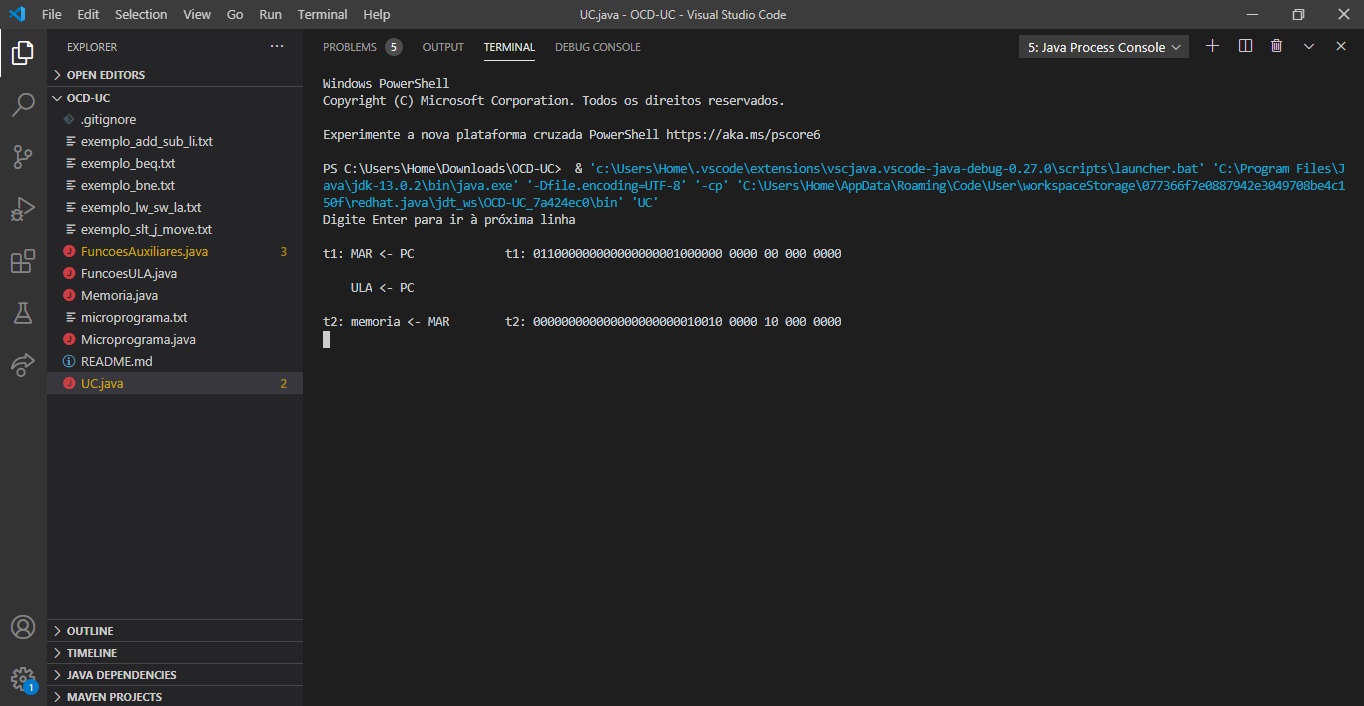 File Edit Selection View Go Run Terminal Help UC.java - OCD-UC - Visual Studio Code
EXPLORER ...
OPEN EDITORS
OCD-UC
.gitignore
exemplo_add_sub_li.txt
exemplo_beq.txt
exemplo_bne.txt
exemplo_lw_sw_la.txt
exemplo_slt_j_move.txt
FuncoesAuxiliares.java 3
FuncoesULA.java
Memoria.java
microprograma.txt
Microprograma.java
README.md
UC.java 2
OUTLINE
TIMELINE
JAVA DEPENDENCIES
MAVEN PROJECTS
1
PROBLEMS 5 OUTPUT TERMINAL DEBUG CONSOLE 5: Java Process Console
Windows PowerShell
Copyright (C) Microsoft Corporation. Todos os direitos reservados.
Experimente a nova plataforma cruzada PowerShell https://aka.ms/pscore6
PS C:\Users\Home\Downloads\OCD-UC>  & 'c:\Users\Home\.vscode\extensions\vscjava.vscode-java-debug-0.27.0\scripts\launcher.bat' 'C:\Program Files\J
ava\jdk-13.0.2\bin\java.exe' '-Dfile.encoding=UTF-8' '-cp' 'C:\Users\Home\AppData\Roaming\Code\User\workspaceStorage\077366f7e0887942e3049708be4c1
50f\redhat.java\jdt_ws\OCD-UC_7a424ec0\bin' 'UC'
Digite Enter para ir à próxima linha
t1: MAR <- PC t1: 011000000000000000001000000 0000 00 000 0000
ULA <- PC
t2: memoria <- MAR t2: 000000000000000000000010010 0000 10 000 0000